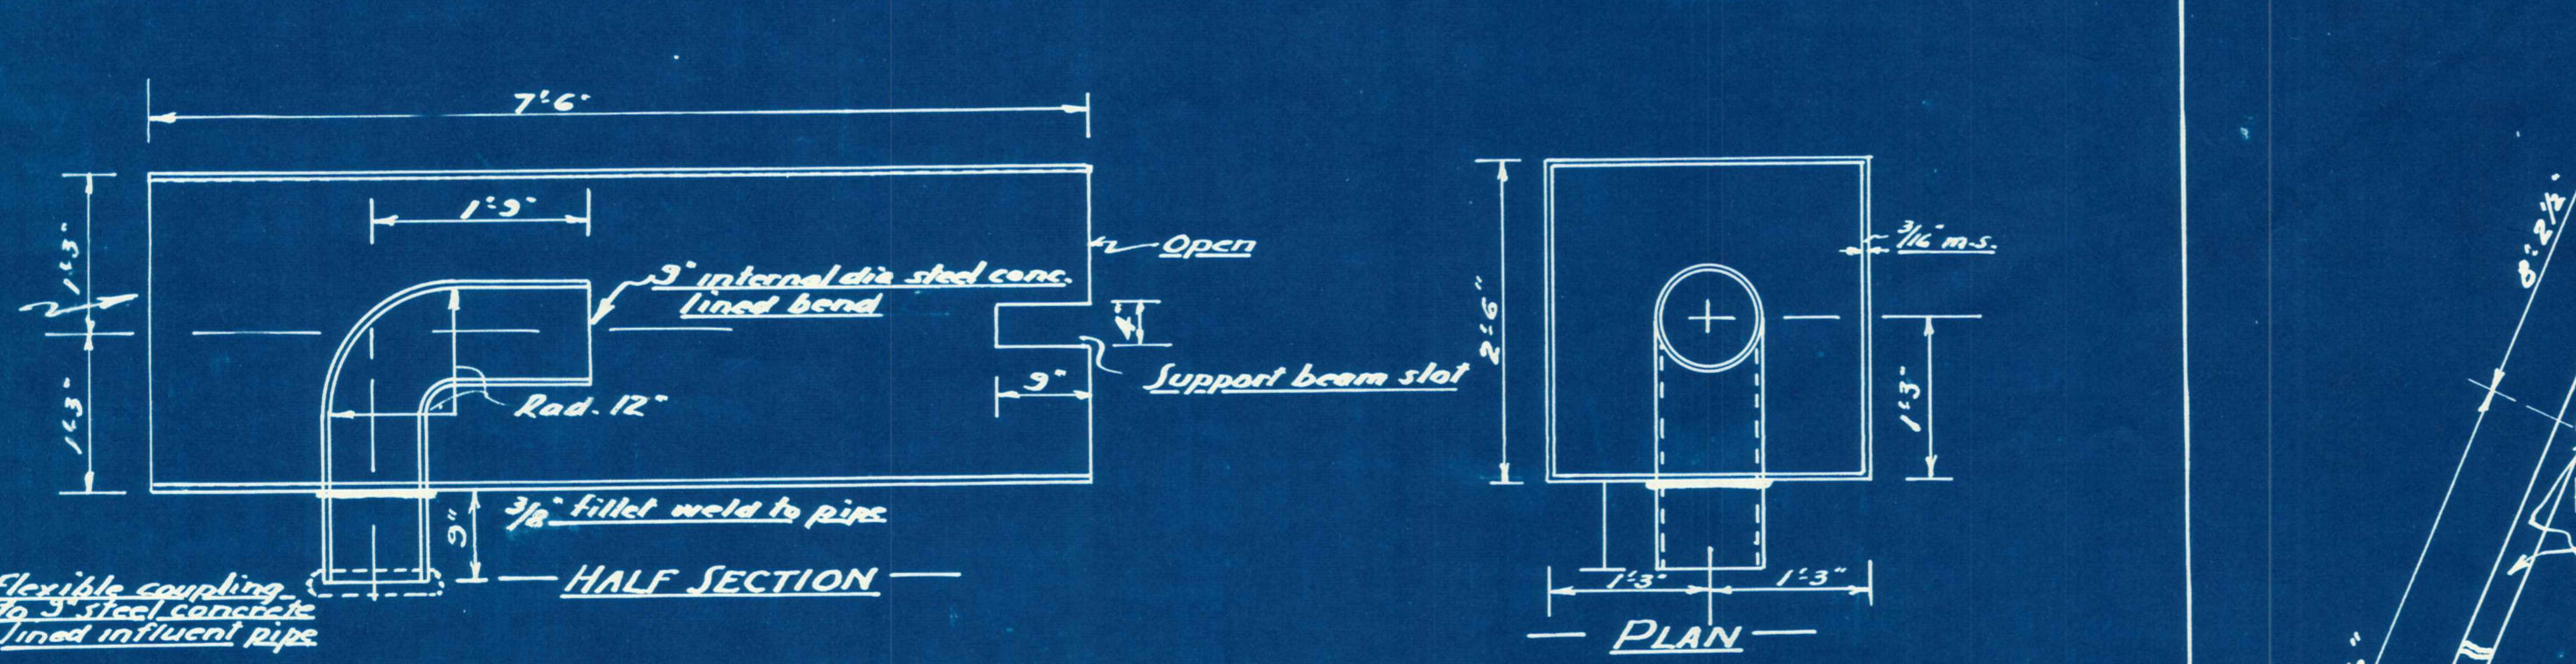 7'-6"
1'-9"
1'-3"
1'-3"
Open
9" internal dia steel conc.
lined bend
4"
9"
Support beam slot
Rad. 12"
9"
3/8" fillet weld to pipe
HALF SECTION
Flexible coupling
to 9" steel concrete
lined influent pipe
2'-6"
3/16" m.s.
1'-3"
1'-3"
1'-3"
PLAN
8'-2½"